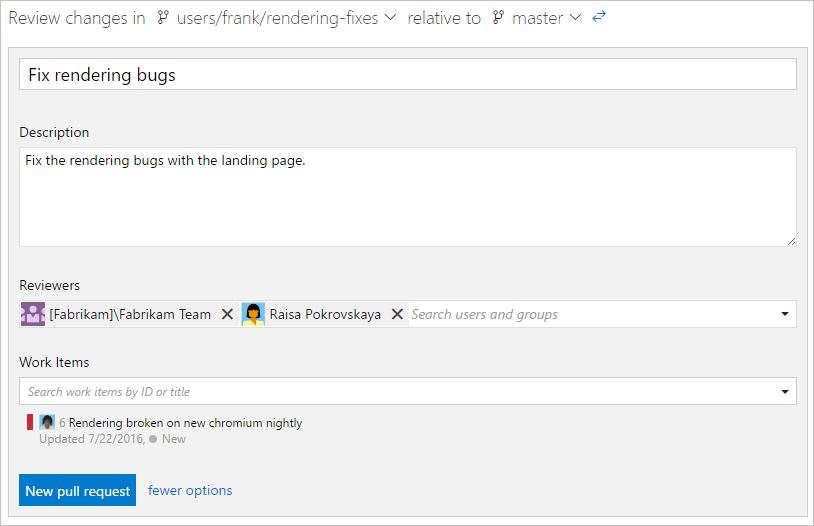 Review changes in users/frank/rendering-fixes relative to master
Fix rendering bugs
Description
Fix the rendering bugs with the landing page.
Reviewers
[Fabrikam]\Fabrikam Team Raisa Pokrovskaya Search users and groups
Work Items
Search work items by ID or title
6 Rendering broken on new chromium nightly
Updated 7/22/2016, New
New pull request fewer options